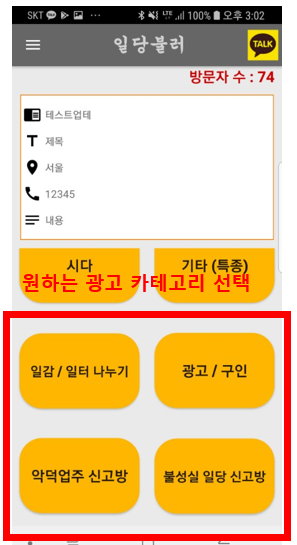 SKT ··· LTE 100% 오후 3:02
일당불러
TALK
방문자 수 : 74
테스트업테
T 제목
서울
12345
내용
시다
기타 (특종)
원하는 광고 카테고리 선택
일감 / 일터 나누기
광고 / 구인
악덕업주 신고방
불성실 일당 신고방